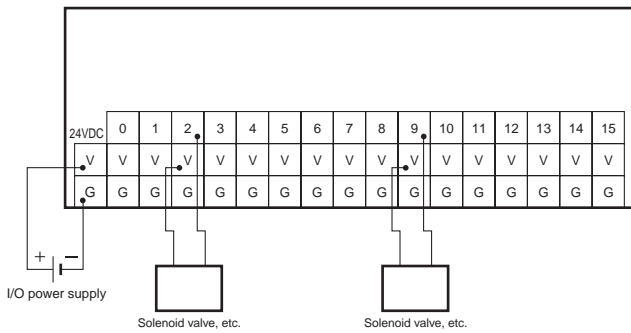 24VDC 0 1 2 3 4 5 6 7 8 9 10 11 12 13 14 15
V V V V V V V V V V V V V V V V V
G G G G G G G G G G G G G G G G G
+ −
I/O power supply
Solenoid valve, etc. Solenoid valve, etc.